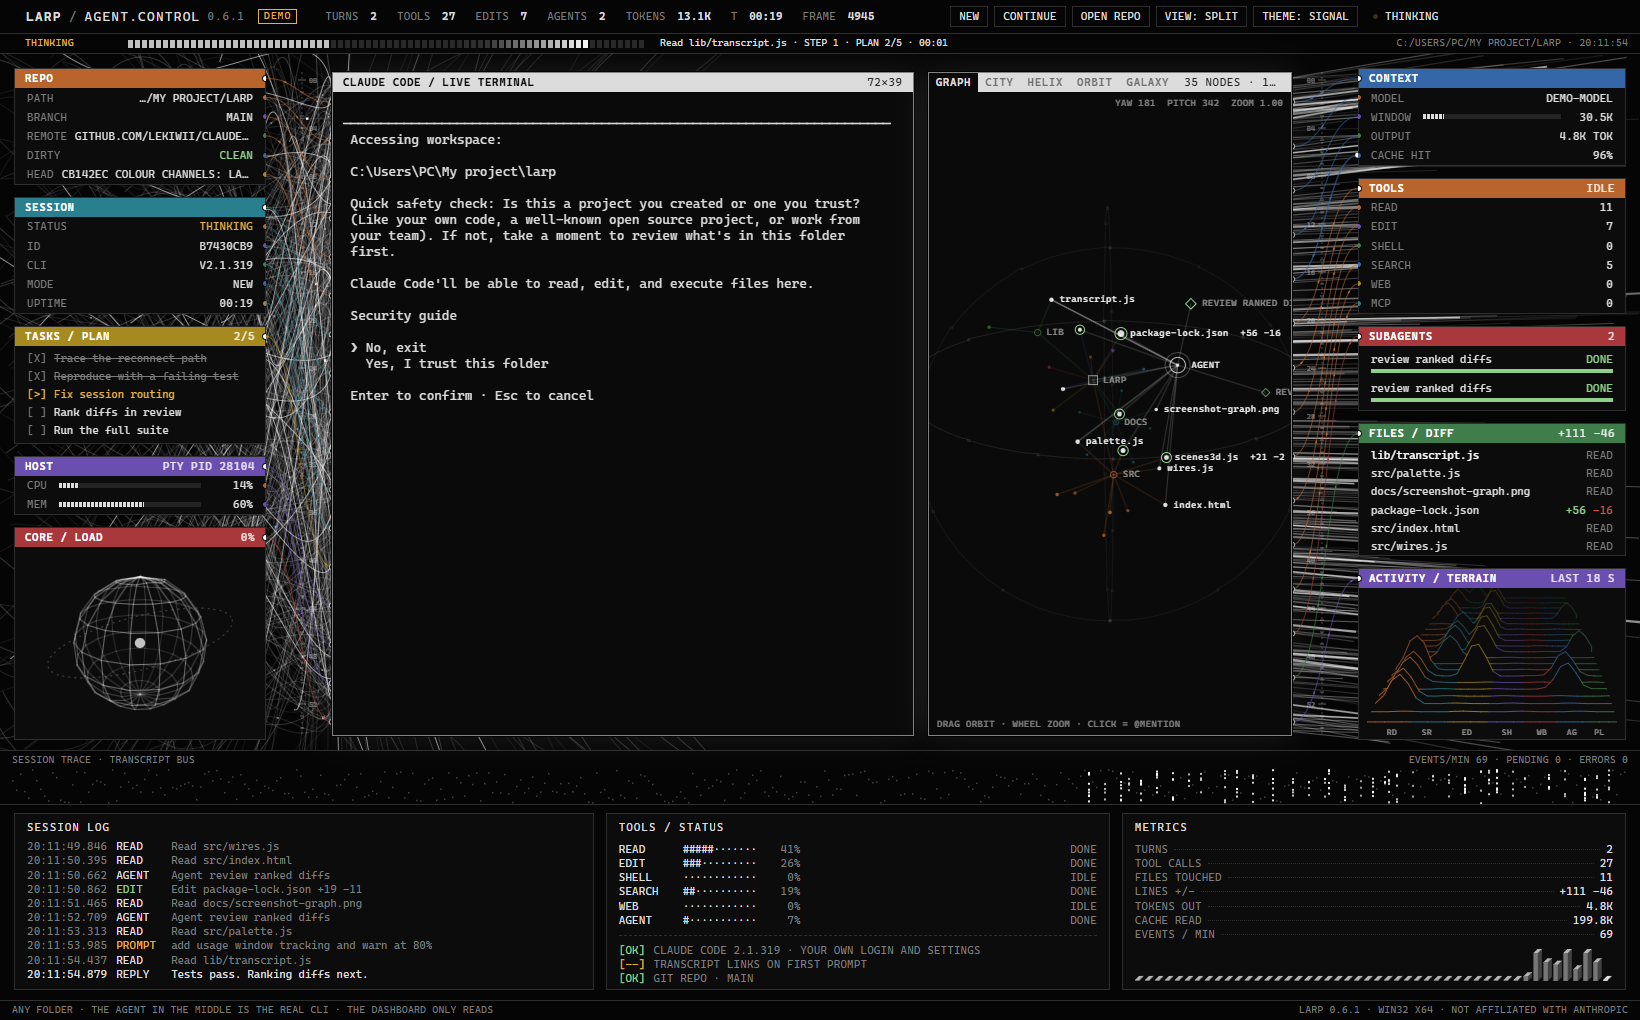 LARP / AGENT.CONTROL 0.6.1 DEMO TURNS 2 TOOLS 27 EDITS 7 AGENTS 2 TOKENS 13.1K T 00:19 FRAME 4945 NEW CONTINUE OPEN REPO VIEW: SPLIT THEME: SIGNAL THINKING
THINKING Read lib/transcript.js · STEP 1 · PLAN 2/5 · 00:01 C:/USERS/PC/MY PROJECT/LARP · 20:11:54
REPO
PATH …/MY PROJECT/LARP
BRANCH MAIN
REMOTE GITHUB.COM/LEKIWII/CLAUDE…
DIRTY CLEAN
HEAD CB142EC COLOUR CHANNELS: LA…
SESSION
STATUS THINKING
ID B7430CB9
CLI V2.1.319
MODE NEW
UPTIME 00:19
TASKS / PLAN 2/5
[X] Trace the reconnect path
[X] Reproduce with a failing test
[>] Fix session routing
[ ] Rank diffs in review
[ ] Run the full suite
HOST PTY PID 28104
CPU 14%
MEM 60%
CORE / LOAD 0%
CLAUDE CODE / LIVE TERMINAL 72×39
Accessing workspace:
C:\Users\PC\My project\larp
Quick safety check: Is this a project you created or one you trust?
(Like your own code, a well-known open source project, or work from
your team). If not, take a moment to review what's in this folder
first.
Claude Code'll be able to read, edit, and execute files here.
Security guide
❯ No, exit
Yes, I trust this folder
Enter to confirm · Esc to cancel
GRAPH CITY HELIX ORBIT GALAXY 35 NODES · 1…
YAW 181 PITCH 342 ZOOM 1.00
transcript.js
REVIEW RANKED DI
LIB
package-lock.json +56 −16
AGENT
LARP
REV
screenshot-graph.png
DOCS
palette.js
scenes3d.js +21 −2
wires.js
SRC
index.html
DRAG ORBIT · WHEEL ZOOM · CLICK = @MENTION
CONTEXT
MODEL DEMO-MODEL
WINDOW 30.5K
OUTPUT 4.8K TOK
CACHE HIT 96%
TOOLS IDLE
READ 11
EDIT 7
SHELL 0
SEARCH 5
WEB 0
MCP 0
SUBAGENTS 2
review ranked diffs DONE
review ranked diffs DONE
FILES / DIFF +111 −46
lib/transcript.js READ
src/palette.js READ
docs/screenshot-graph.png READ
package-lock.json +56 −16
src/index.html READ
src/wires.js READ
ACTIVITY / TERRAIN LAST 18 S
RD SR ED SH WB AG PL
SESSION TRACE · TRANSCRIPT BUS EVENTS/MIN 69 · PENDING 0 · ERRORS 0
SESSION LOG
20:11:49.846 READ Read src/wires.js
20:11:50.395 READ Read src/index.html
20:11:50.662 AGENT Agent review ranked diffs
20:11:50.862 EDIT Edit package-lock.json +19 −11
20:11:51.465 READ Read docs/screenshot-graph.png
20:11:52.709 AGENT Agent review ranked diffs
20:11:53.313 READ Read src/palette.js
20:11:53.985 PROMPT add usage window tracking and warn at 80%
20:11:54.437 READ Read lib/transcript.js
20:11:54.879 REPLY Tests pass. Ranking diffs next.
TOOLS / STATUS
READ #####······· 41% DONE
EDIT ###········· 26% DONE
SHELL ············ 0% IDLE
SEARCH ##·········· 19% DONE
WEB ············ 0% IDLE
AGENT #··········· 7% DONE
[OK] CLAUDE CODE 2.1.319 · YOUR OWN LOGIN AND SETTINGS
[--] TRANSCRIPT LINKS ON FIRST PROMPT
[OK] GIT REPO · MAIN
METRICS
TURNS 2
TOOL CALLS 27
FILES TOUCHED 11
LINES +/− +111 −46
TOKENS OUT 4.8K
CACHE READ 199.8K
EVENTS / MIN 69
ANY FOLDER · THE AGENT IN THE MIDDLE IS THE REAL CLI · THE DASHBOARD ONLY READS LARP 0.6.1 · WIN32 X64 · NOT AFFILIATED WITH ANTHROPIC